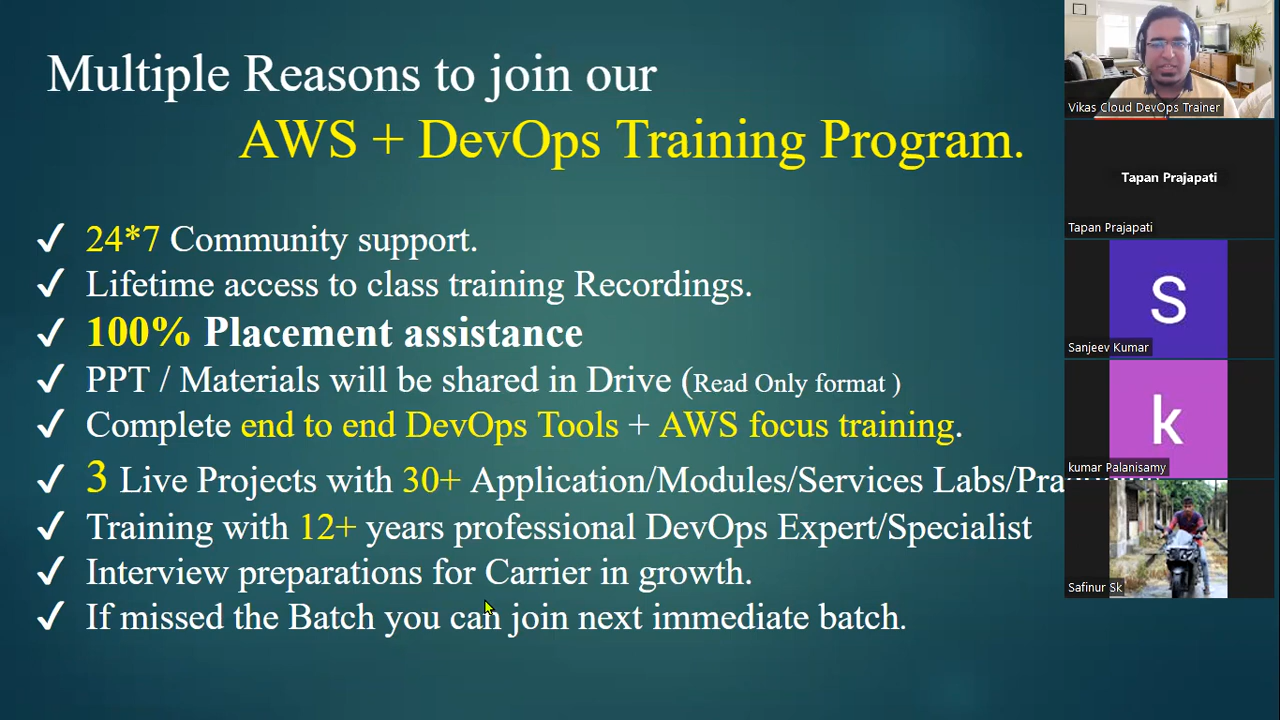 Multiple Reasons to join our
AWS + DevOps Training Program.
✓ 24*7 Community support.
✓ Lifetime access to class training Recordings.
✓ 100% Placement assistance
✓ PPT / Materials will be shared in Drive (Read Only format )
✓ Complete end to end DevOps Tools + AWS focus training.
✓ 3 Live Projects with 30+ Application/Modules/Services Labs/Pra
✓ Training with 12+ years professional DevOps Expert/Specialist
✓ Interview preparations for Carrier in growth.
✓ If missed the Batch you can join next immediate batch.
Vikas Cloud DevOps Trainer
Tapan Prajapati
Tapan Prajapati
S
Sanjeev Kumar
k
kumar Palanisamy
Safinur Sk